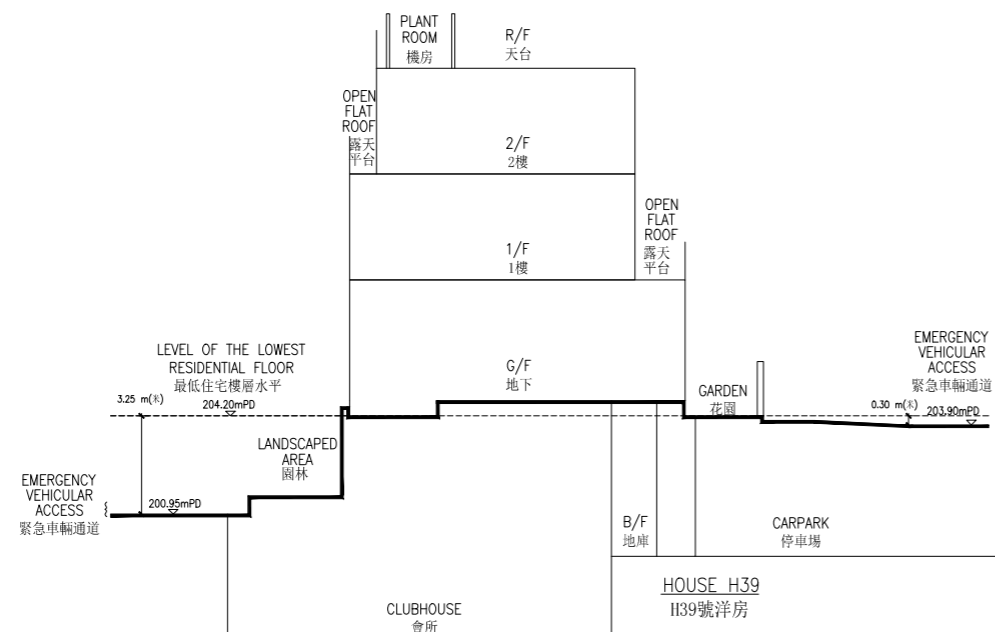 PLANT
ROOM
機房
R/F
天台
OPEN
FLAT
ROOF
露天
平台
2/F
2樓
OPEN
FLAT
ROOF
露天
平台
1/F
1樓
LEVEL OF THE LOWEST
RESIDENTIAL FLOOR
最低住宅樓層水平
204.20mPD
3.25 m(米)
G/F
地下
GARDEN
花園
EMERGENCY
VEHICULAR
ACCESS
緊急車輛通道
0.30 m(米)
203.90mPD
LANDSCAPED
AREA
園林
EMERGENCY
VEHICULAR
ACCESS
緊急車輛通道
200.95mPD
B/F
地庫
CARPARK
停車場
HOUSE H39
H39號洋房
CLUBHOUSE
會所